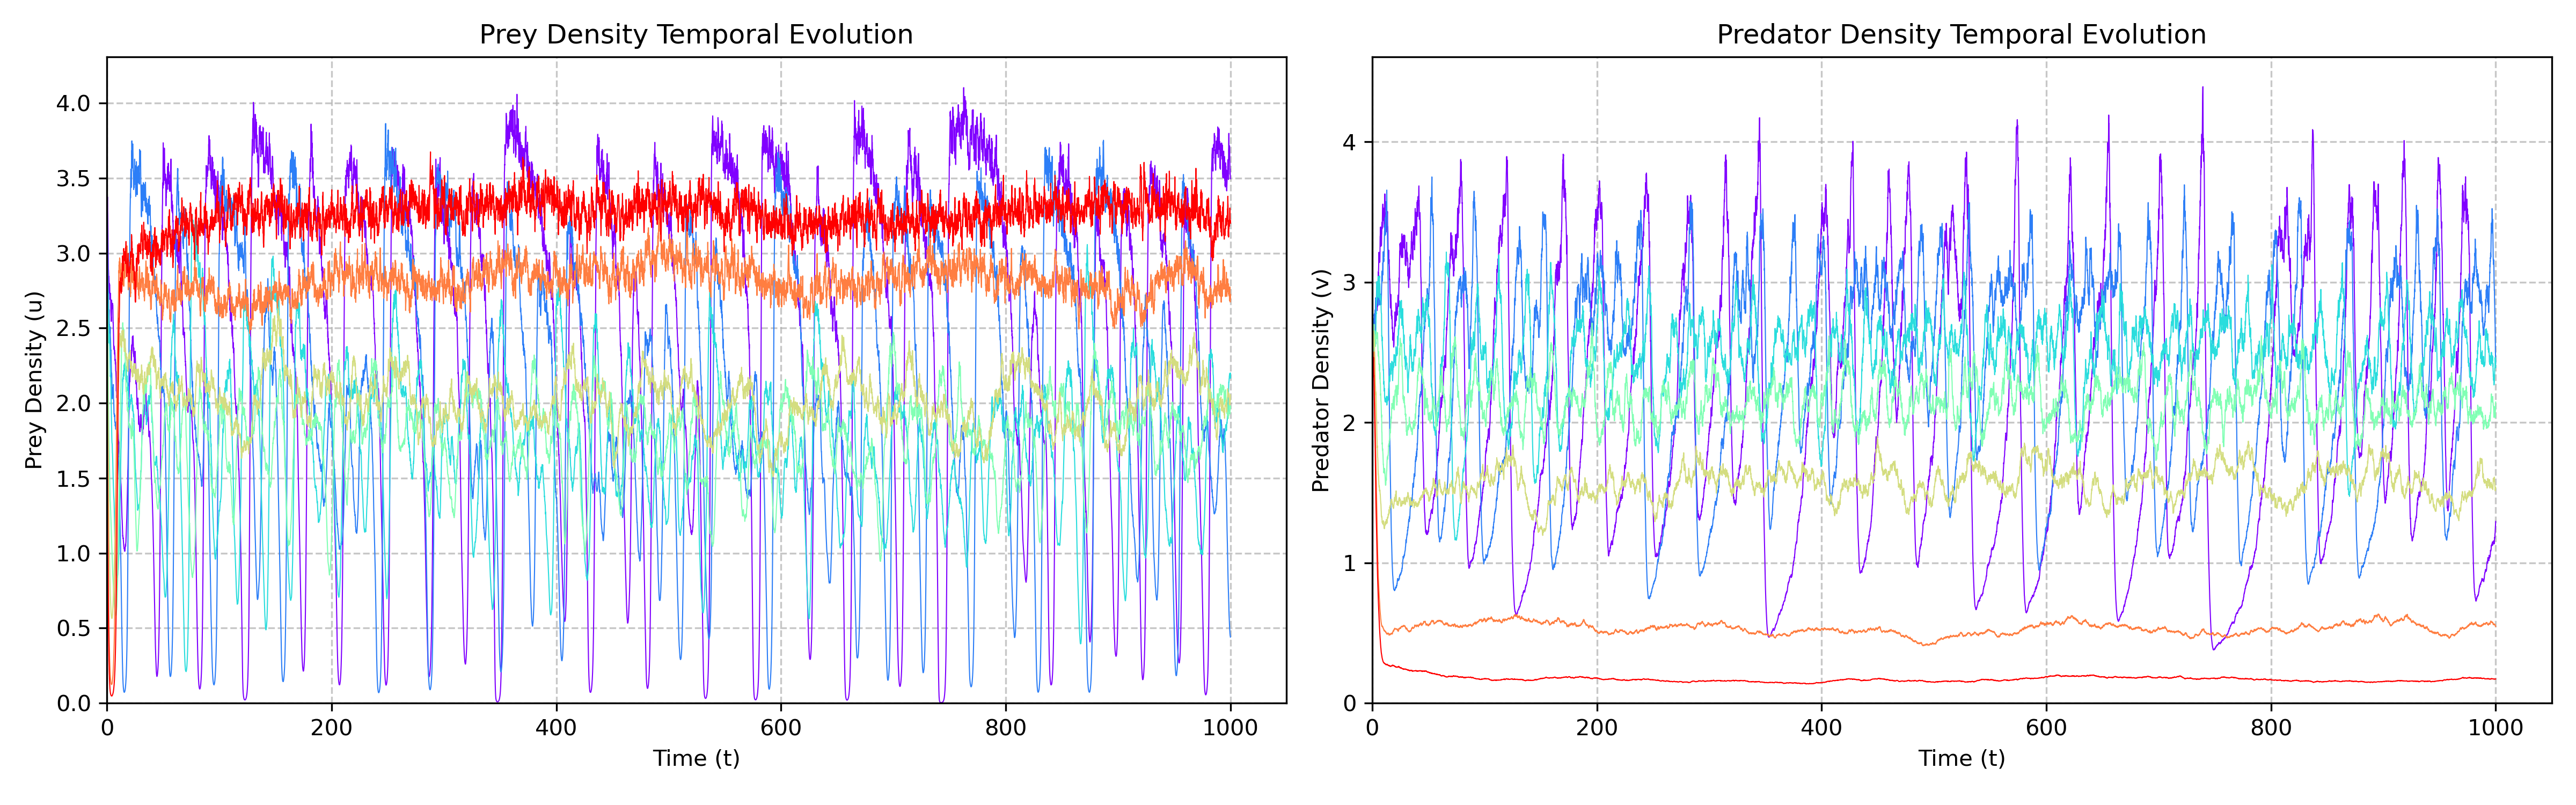 Prey Density Temporal Evolution
Prey Density (u)
4.0
3.5
3.0
2.5
2.0
1.5
1.0
0.5
0.0
0 200 400 600 800 1000
Time (t)
Predator Density Temporal Evolution
Predator Density (v)
4
3
2
1
0
0 200 400 600 800 1000
Time (t)